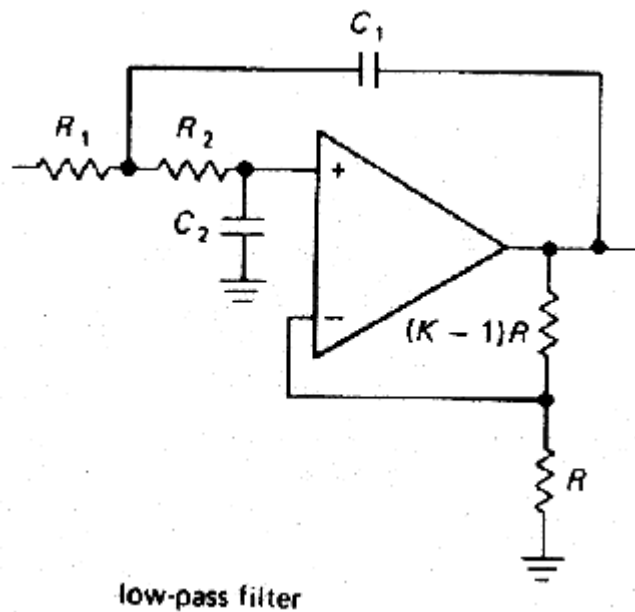 C₁
R₁
R₂
+
C₂
−
(K − 1)R
R
low-pass filter